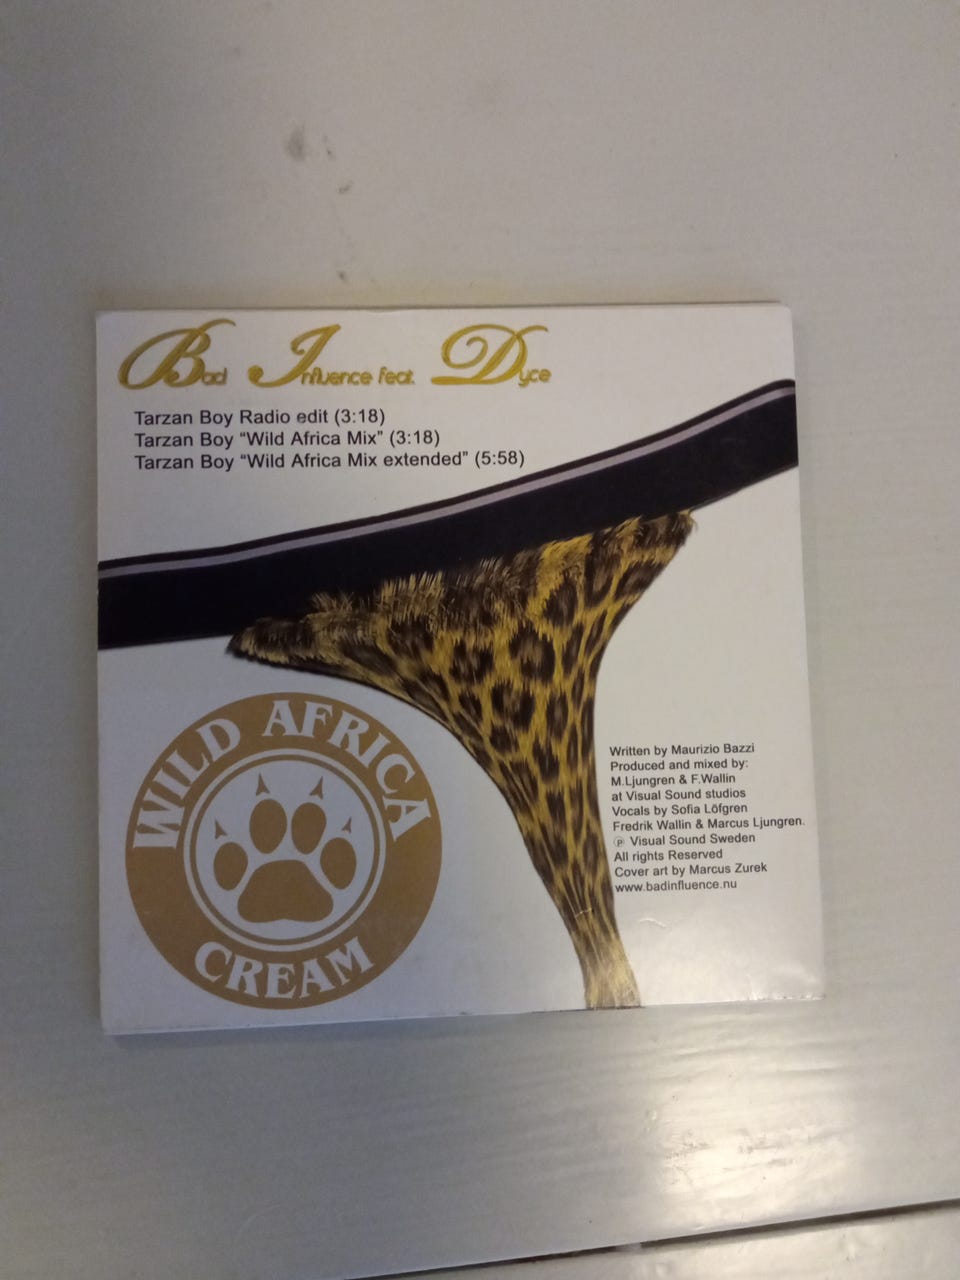 Bad Influence feat. Dyce
Tarzan Boy Radio edit (3:18)
Tarzan Boy “Wild Africa Mix” (3:18)
Tarzan Boy “Wild Africa Mix extended” (5:58)
WILD AFRICA
CREAM
Written by Maurizio Bazzi
Produced and mixed by:
M.Ljungren & F.Wallin
at Visual Sound studios
Vocals by Sofia Löfgren
Fredrik Wallin & Marcus Ljungren.
℗ Visual Sound Sweden
All rights Reserved
Cover art by Marcus Zurek
www.badinfluence.nu